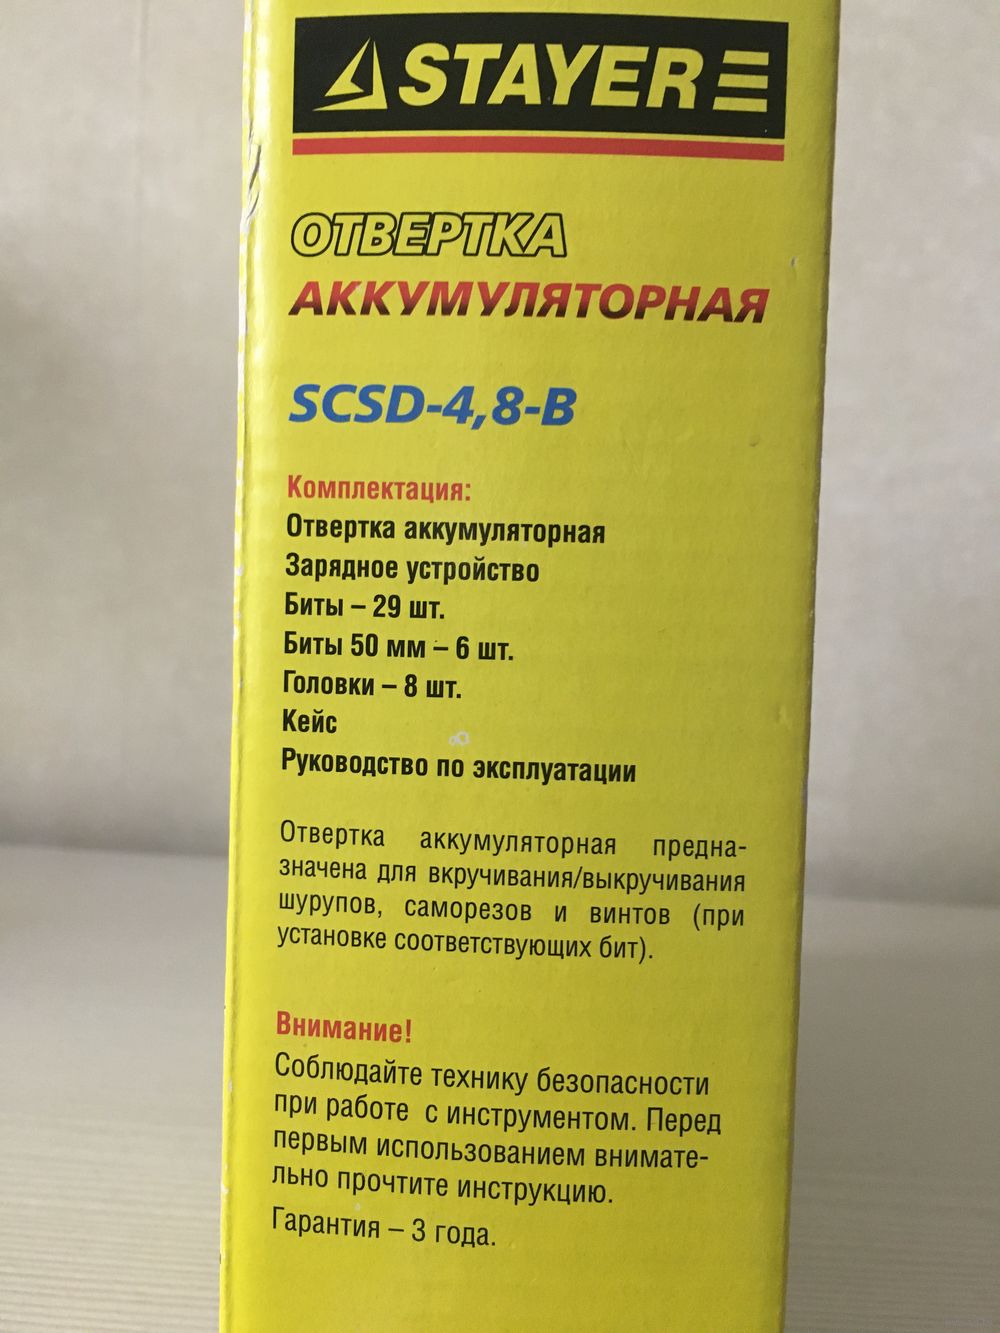 STAYER
ОТВЕРТКА
АККУМУЛЯТОРНАЯ
SCSD-4,8-В
Комплектация:
Отвертка аккумуляторная
Зарядное устройство
Биты – 29 шт.
Биты 50 мм – 6 шт.
Головки – 8 шт.
Кейс
Руководство по эксплуатации
Отвертка аккумуляторная предна-
значена для вкручивания/выкручивания
шурупов, саморезов и винтов (при
установке соответствующих бит).
Внимание!
Соблюдайте технику безопасности
при работе с инструментом. Перед
первым использованием внимате-
льно прочтите инструкцию.
Гарантия – 3 года.